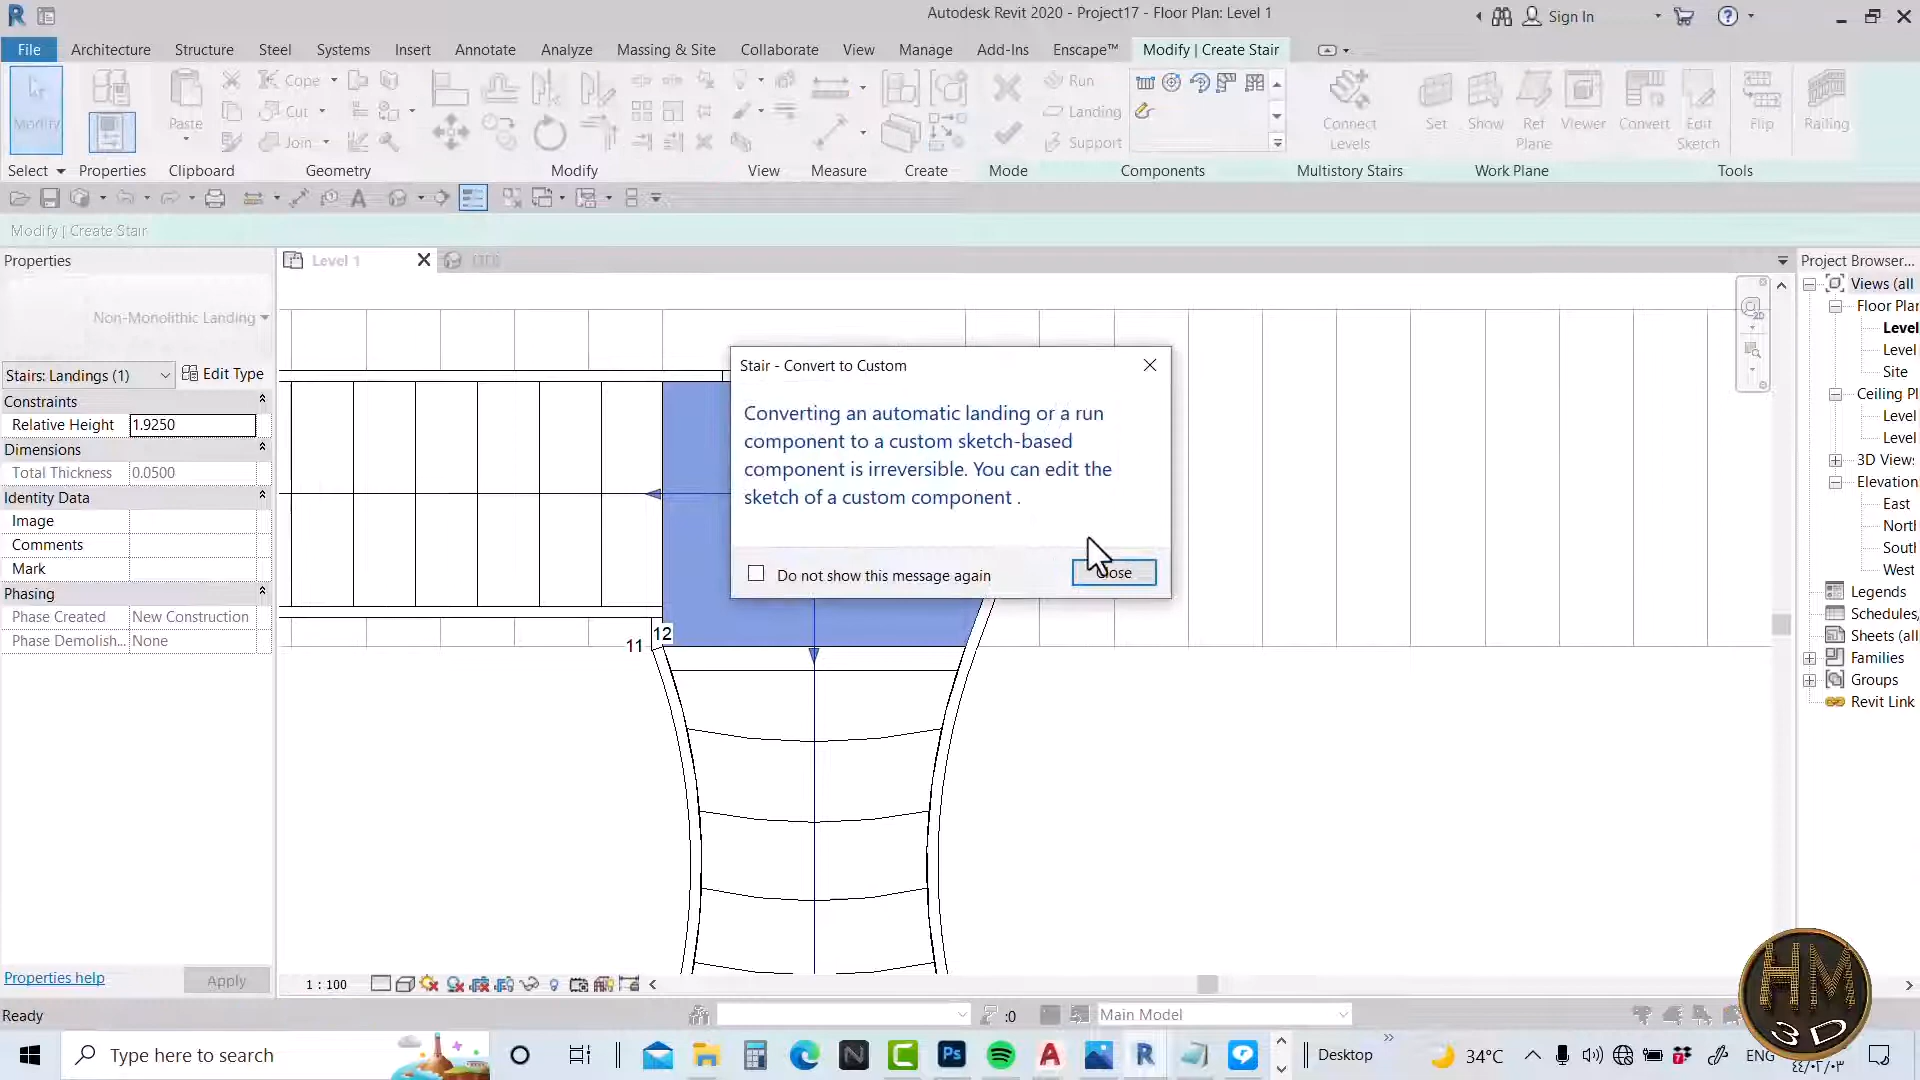 Autodesk Revit 2020 - Project17 - Floor Plan: Level 1
Sign In
File Architecture Structure Steel Systems Insert Annotate Analyze Massing & Site Collaborate View Manage Add-Ins Enscape™ Modify | Create Stair
Modify
Paste
Cope
Cut
Join
Run
Landing
Support
Connect
Levels
Set
Show
Ref
Plane
Viewer
Convert
Edit
Sketch
Flip
Railing
Select Properties Clipboard Geometry Modify View Measure Create Mode Components Multistory Stairs Work Plane Tools
Modify | Create Stair
Properties
Level 1
Project Browser...
Non-Monolithic Landing
Stairs: Landings (1)
Edit Type
Constraints
Relative Height 1.9250
Dimensions
Total Thickness 0.0500
Identity Data
Image
Comments
Mark
Phasing
Phase Created New Construction
Phase Demolish... None
Properties help
Apply
Stair - Convert to Custom
Converting an automatic landing or a run
component to a custom sketch-based
component is irreversible. You can edit the
sketch of a custom component .
Do not show this message again
12
11
2D
Views (all
Floor Plan
Level
Level
Site
Ceiling Pl
Level
Level
3D Views
Elevation
East
North
South
West
Legends
Schedules,
Sheets (all
Families
Groups
Revit Link
1 : 100
Ready
:0
Main Model
HM
3D
Type here to search
Ps
Desktop
34°C
ENG